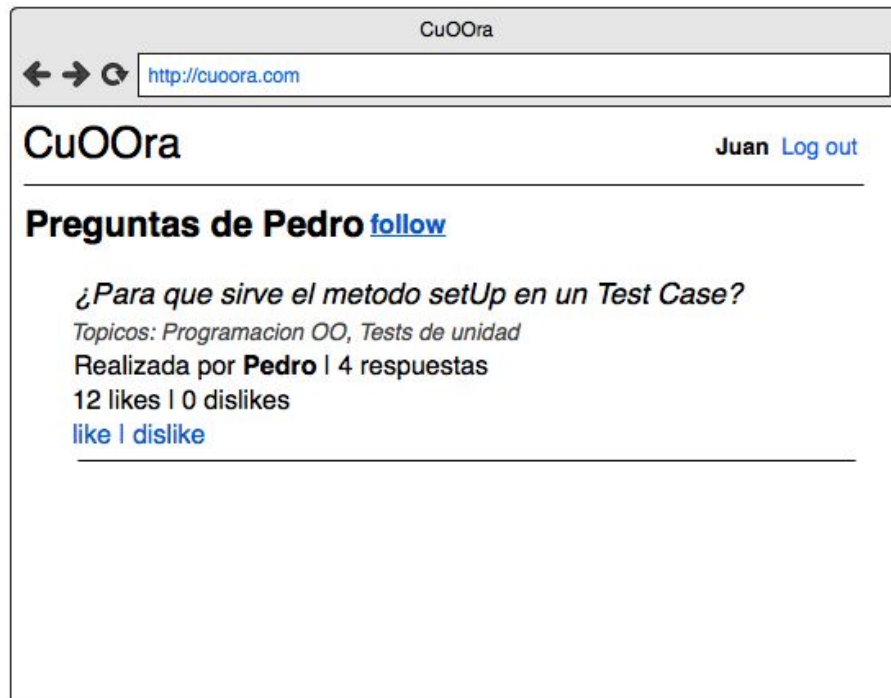 CuOOra
http://cuoora.com
CuOOra
Juan Log out
Preguntas de Pedro follow
¿Para que sirve el metodo setUp en un Test Case?
Topicos: Programacion OO, Tests de unidad
Realizada por Pedro | 4 respuestas
12 likes | 0 dislikes
like | dislike